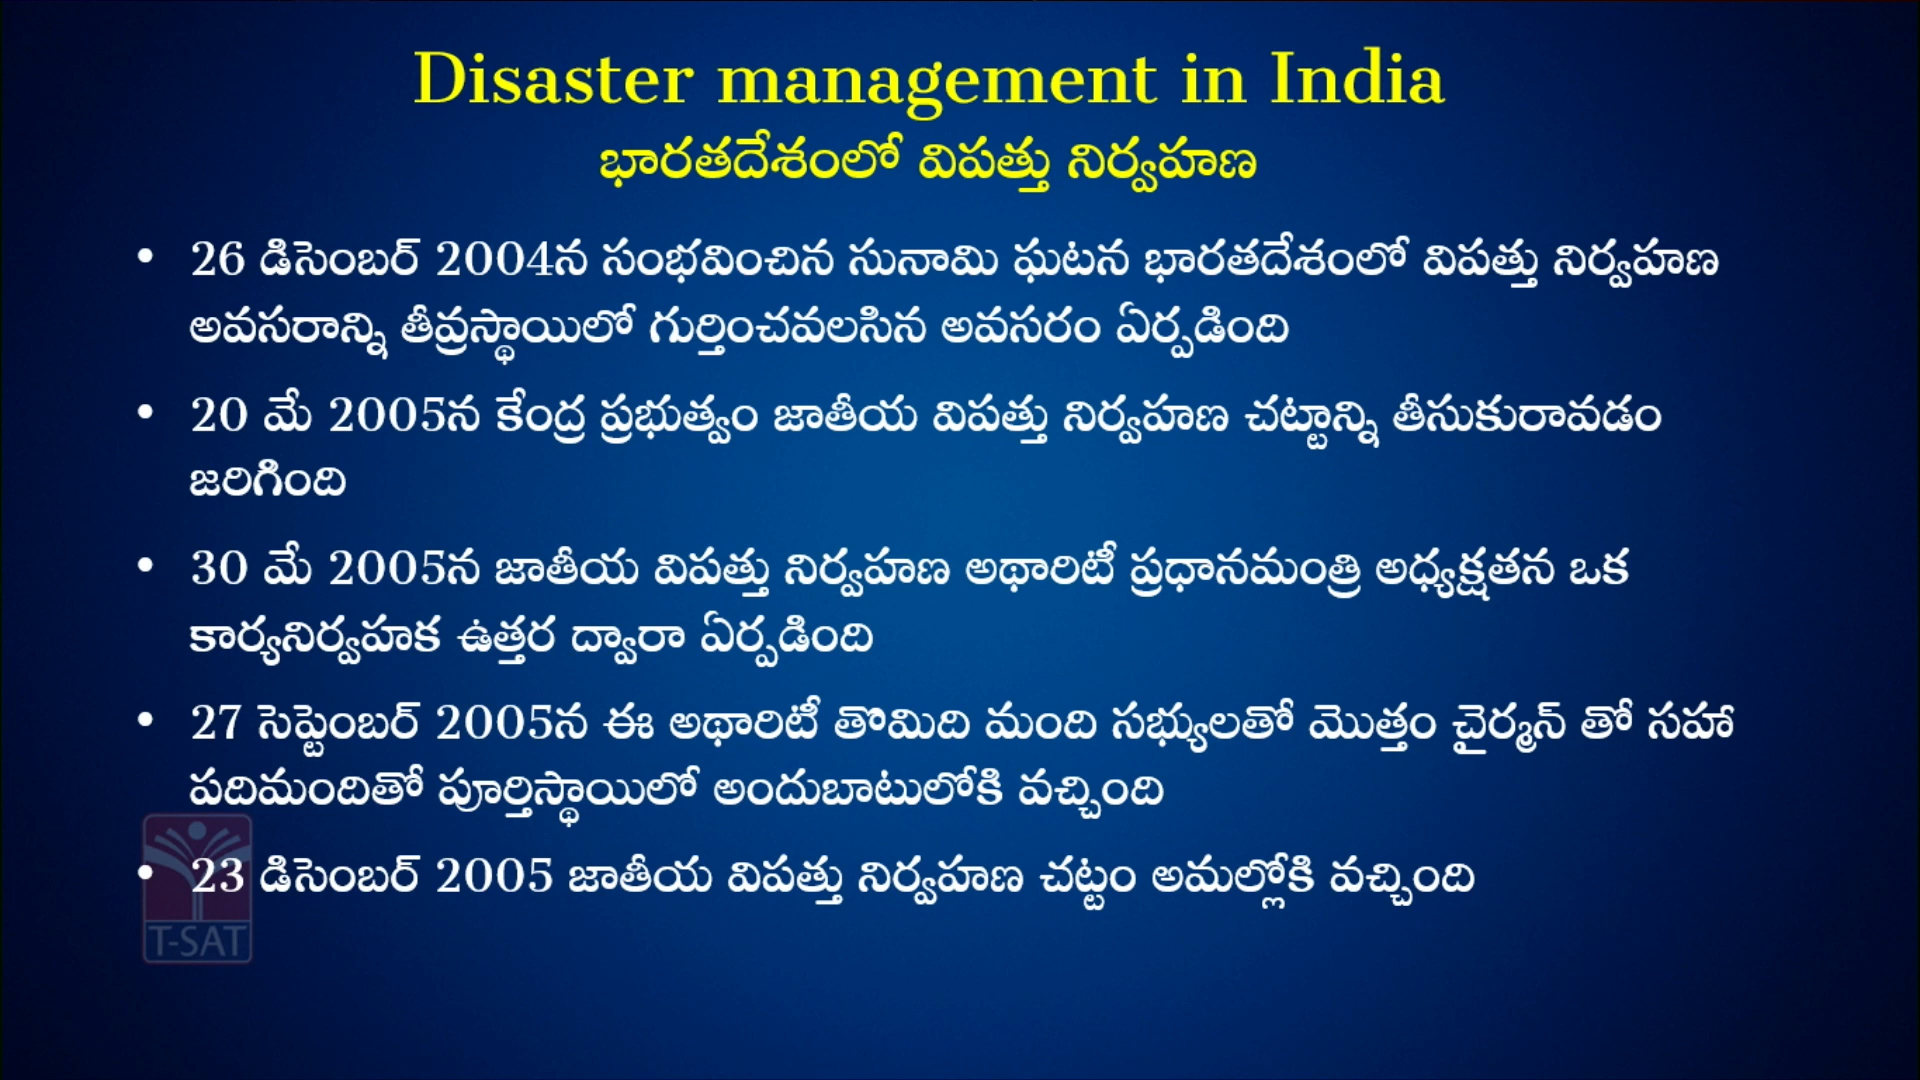 Disaster management in India
భారతదేశంలో విపత్తు నిర్వహణ
• 26 డిసెంబర్ 2004న సంభవించిన సునామి ఘటన భారతదేశంలో విపత్తు నిర్వహణ
అవసరాన్ని తీవ్రస్థాయిలో గుర్తించవలసిన అవసరం ఏర్పడింది
• 20 మే 2005న కేంద్ర ప్రభుత్వం జాతీయ విపత్తు నిర్వహణ చట్టాన్ని తీసుకురావడం
జరిగింది
• 30 మే 2005న జాతీయ విపత్తు నిర్వహణ అథారిటీ ప్రధానమంత్రి అధ్యక్షతన ఒక
కార్యనిర్వహక ఉత్తర ద్వారా ఏర్పడింది
• 27 సెప్టెంబర్ 2005న ఈ అథారిటీ తొమిది మంది సభ్యులతో మొత్తం చైర్మన్ తో సహా
పదిమందితో పూర్తిస్థాయిలో అందుబాటులోకి వచ్చింది
• 23 డిసెంబర్ 2005 జాతీయ విపత్తు నిర్వహణ చట్టం అమల్లోకి వచ్చింది
T-SAT